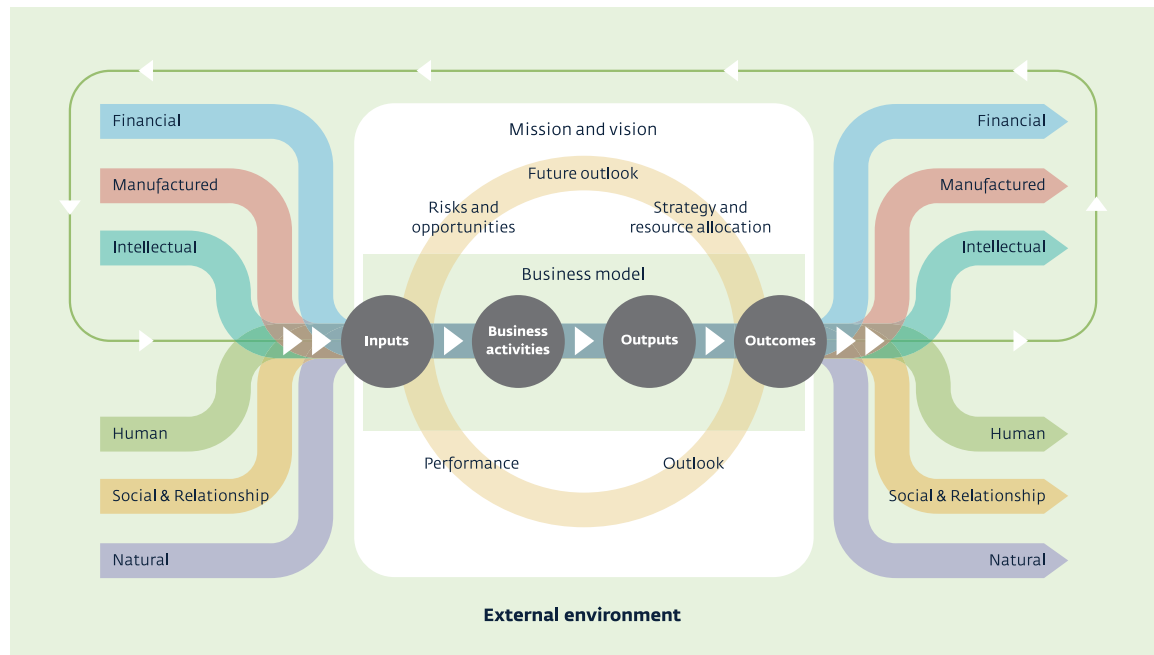 Financial
Manufactured
Intellectual
Human
Social & Relationship
Natural
Mission and vision
Future outlook
Risks and
opportunities
Strategy and
resource allocation
Business model
Inputs
Business
activities
Outputs
Outcomes
Performance
Outlook
Financial
Manufactured
Intellectual
Human
Social & Relationship
Natural
External environment